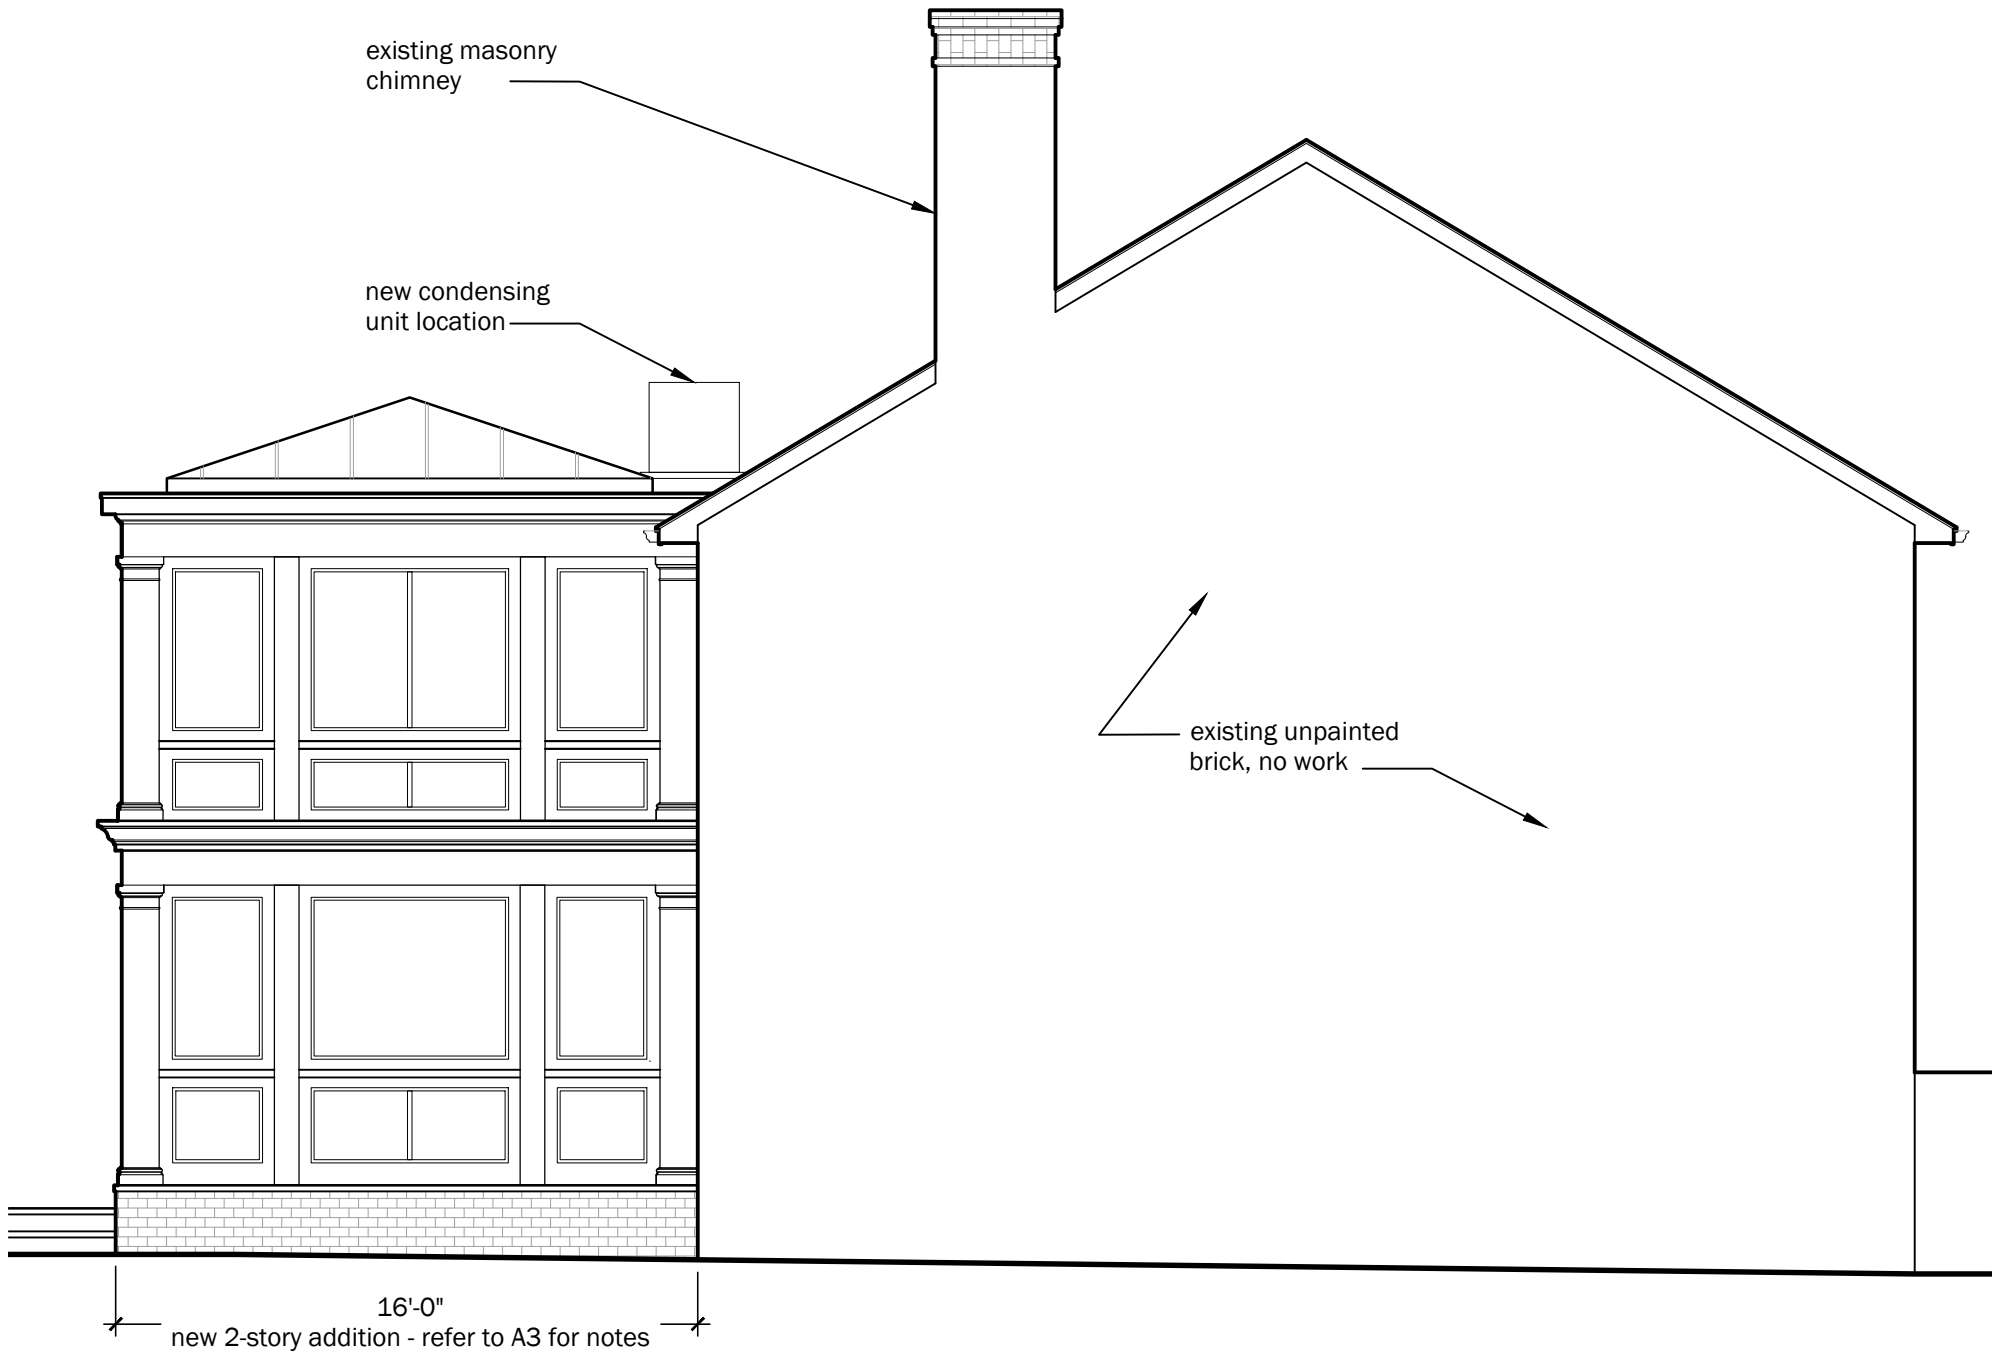 existing masonry
chimney
new condensing
unit location
existing unpainted
brick, no work
16'-0"
new 2-story addition - refer to A3 for notes